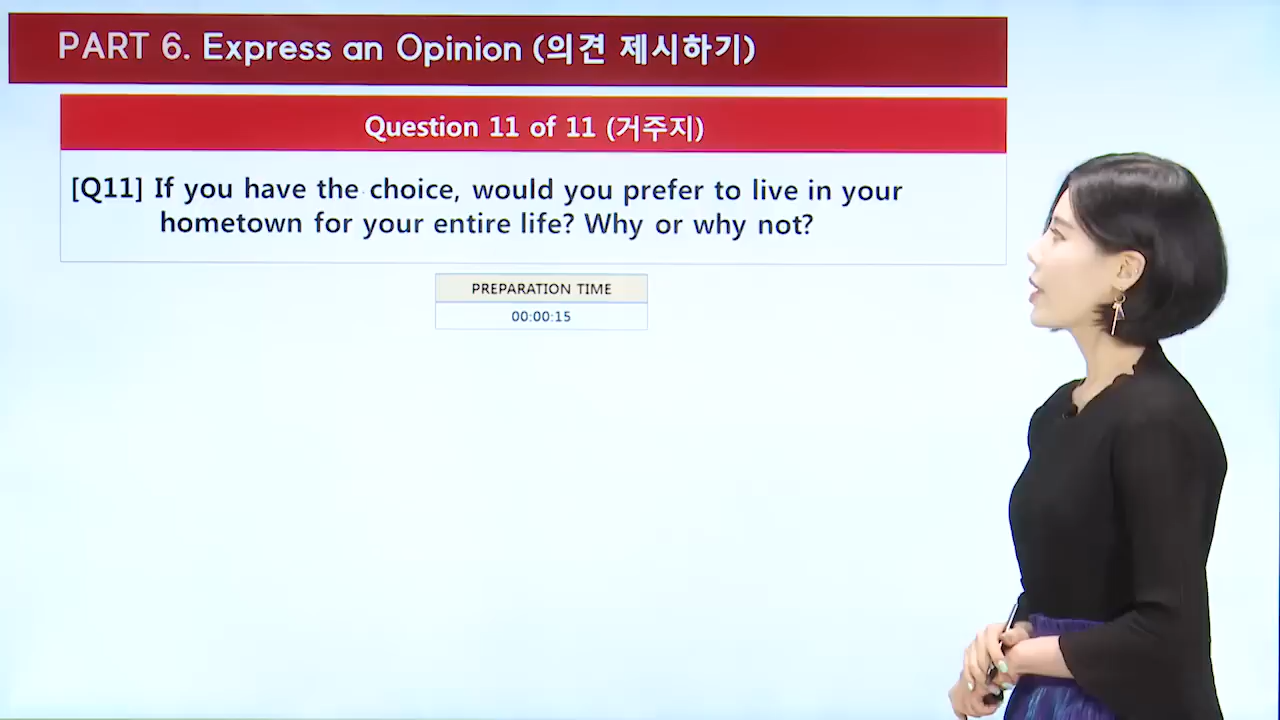 PART 6. Express an Opinion (의견 제시하기)
Question 11 of 11 (거주지)
[Q11] If you have the choice, would you prefer to live in your
hometown for your entire life? Why or why not?
PREPARATION TIME
00:00:15